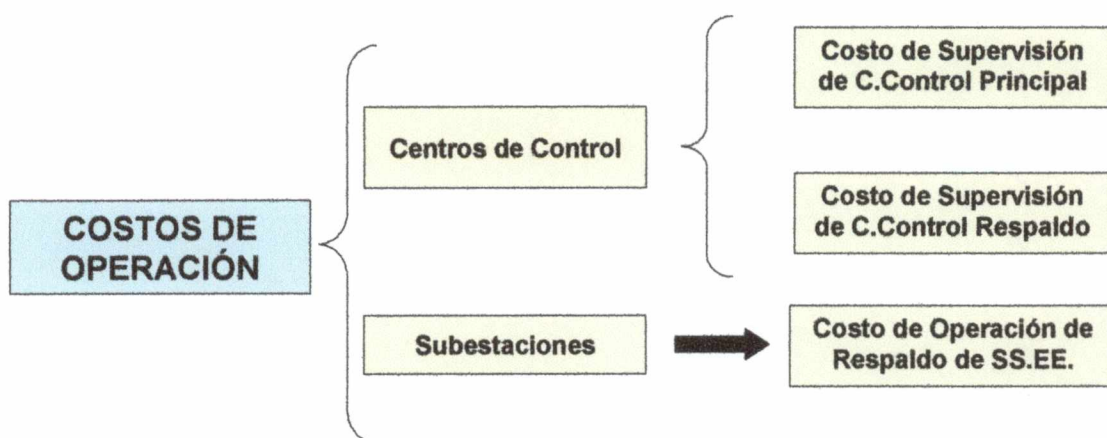 COSTOS DE
OPERACIÓN
Centros de Control
Costo de Supervisión
de C.Control Principal
Costo de Supervisión
de C.Control Respaldo
Subestaciones
Costo de Operación de
Respaldo de SS.EE.